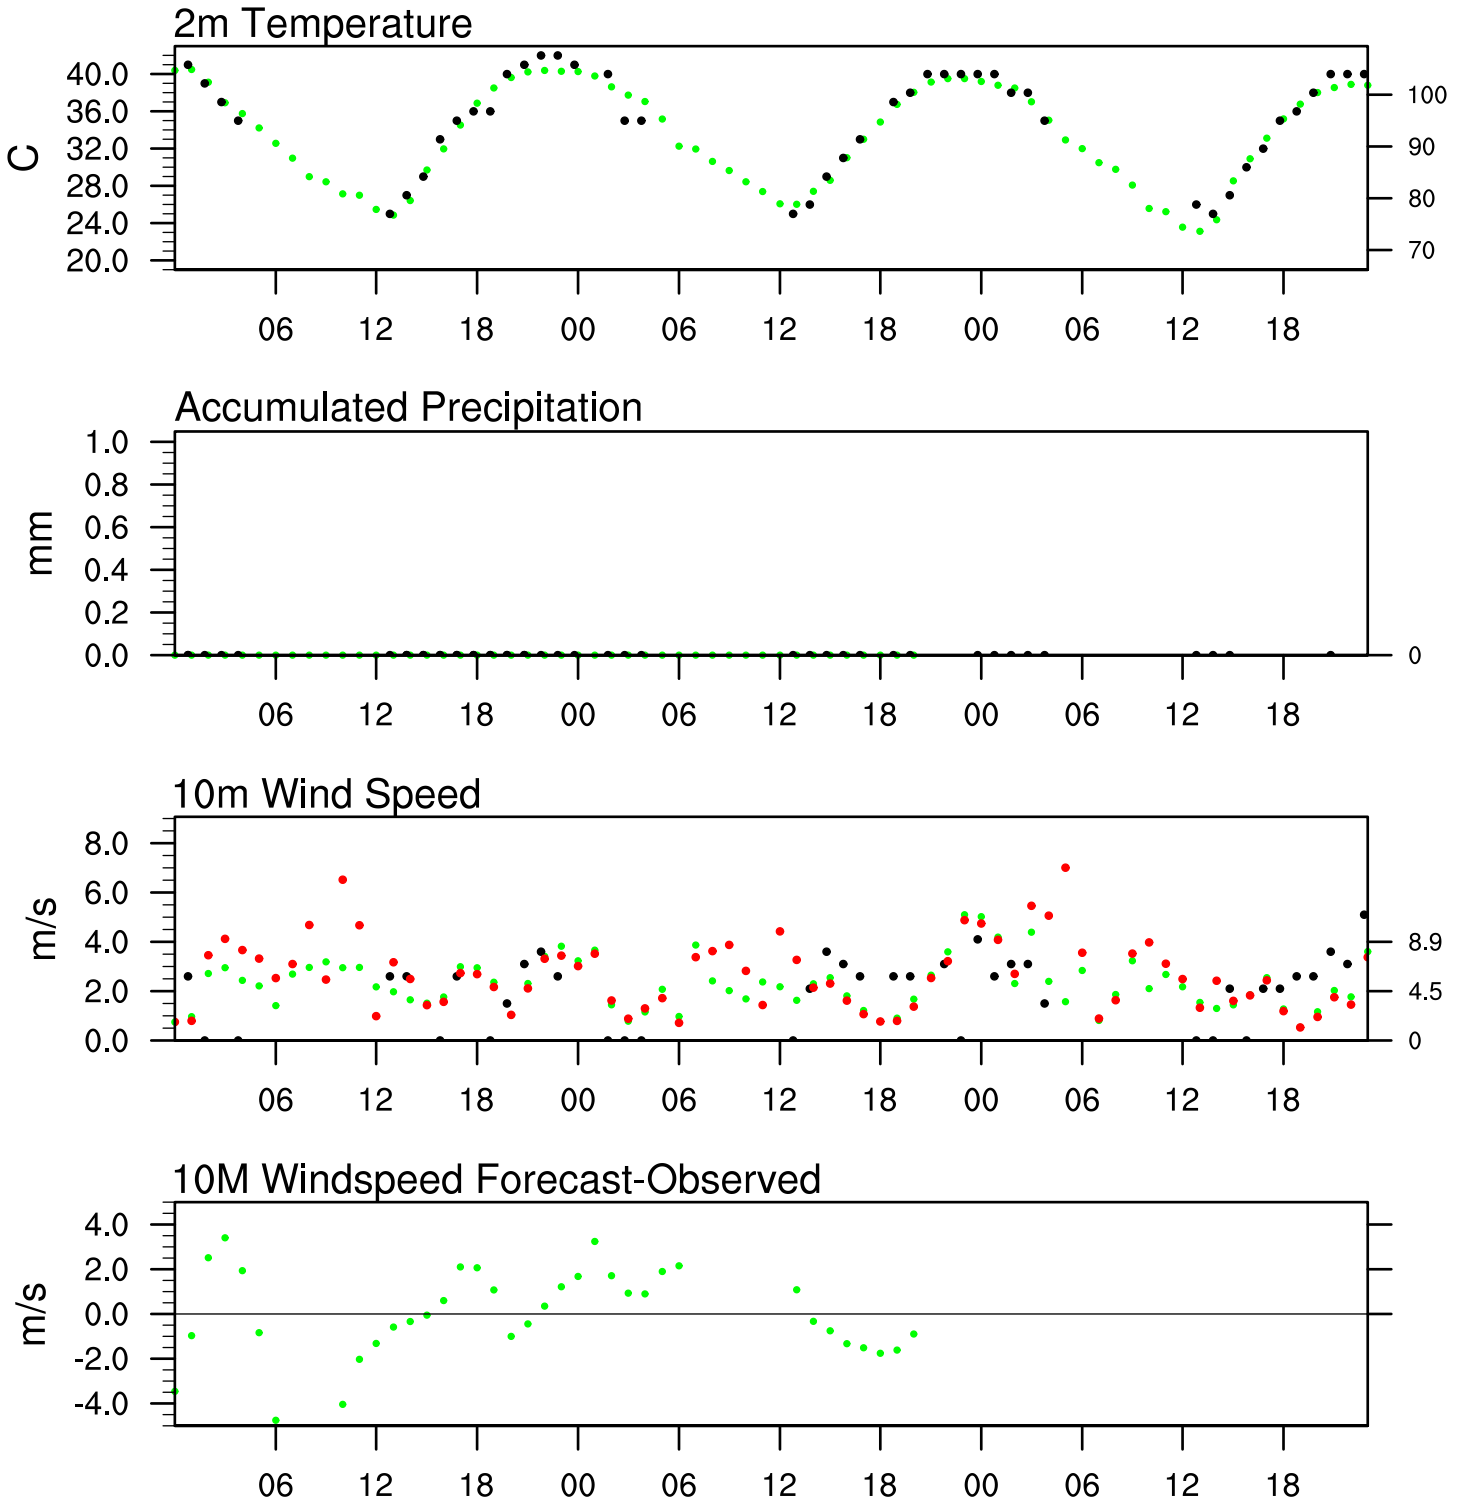 2m Temperature
40.0
36.0
32.0
28.0
24.0
20.0
C
100
90
80
70
06 12 18 00 06 12 18 00 06 12 18
Accumulated Precipitation
1.0
0.8
0.6
0.4
0.2
0.0
mm
0
06 12 18 00 06 12 18 00 06 12 18
10m Wind Speed
8.0
6.0
4.0
2.0
0.0
m/s
8.9
4.5
0
06 12 18 00 06 12 18 00 06 12 18
10M Windspeed Forecast-Observed
4.0
2.0
0.0
-2.0
-4.0
m/s
06 12 18 00 06 12 18 00 06 12 18